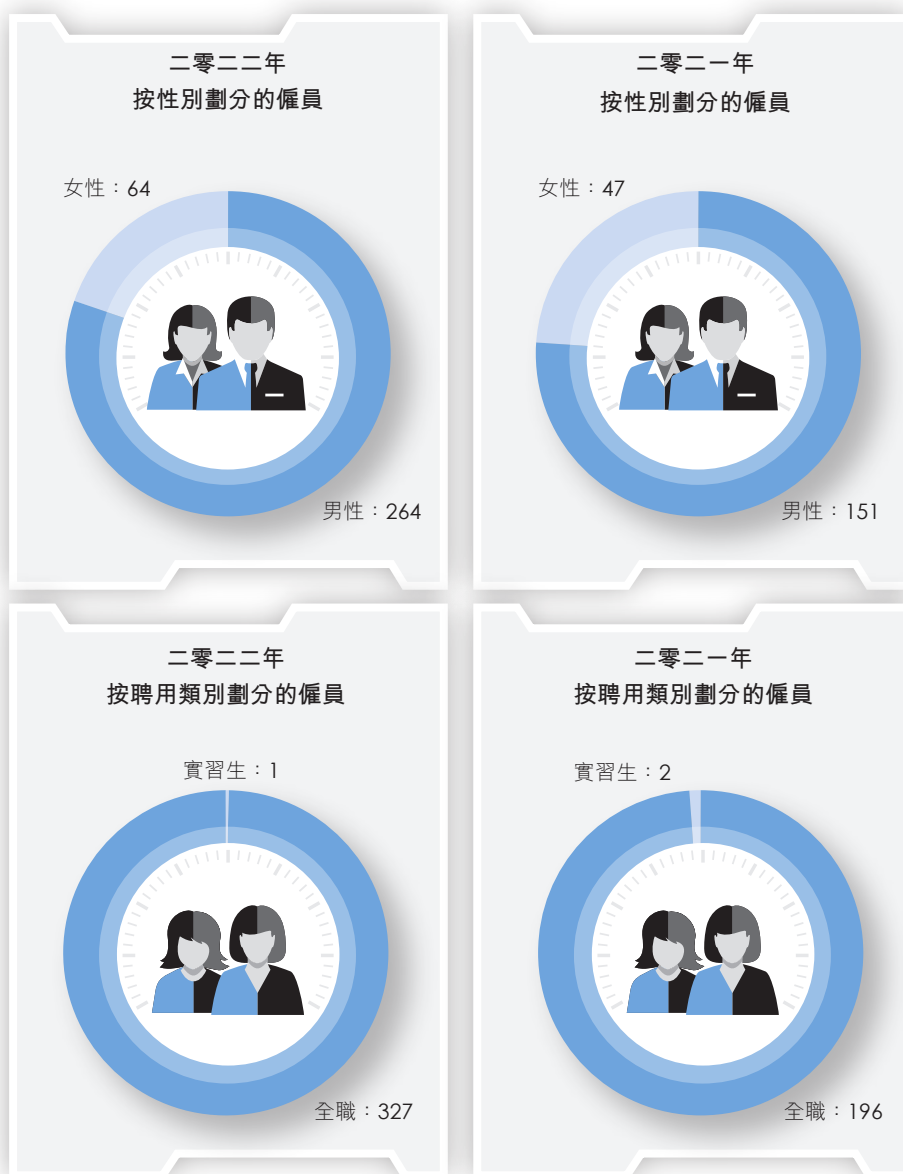 二零二二年
按性別劃分的僱員
女性：64
男性：264
二零二一年
按性別劃分的僱員
女性：47
男性：151
二零二二年
按聘用類別劃分的僱員
實習生：1
全職：327
二零二一年
按聘用類別劃分的僱員
實習生：2
全職：196